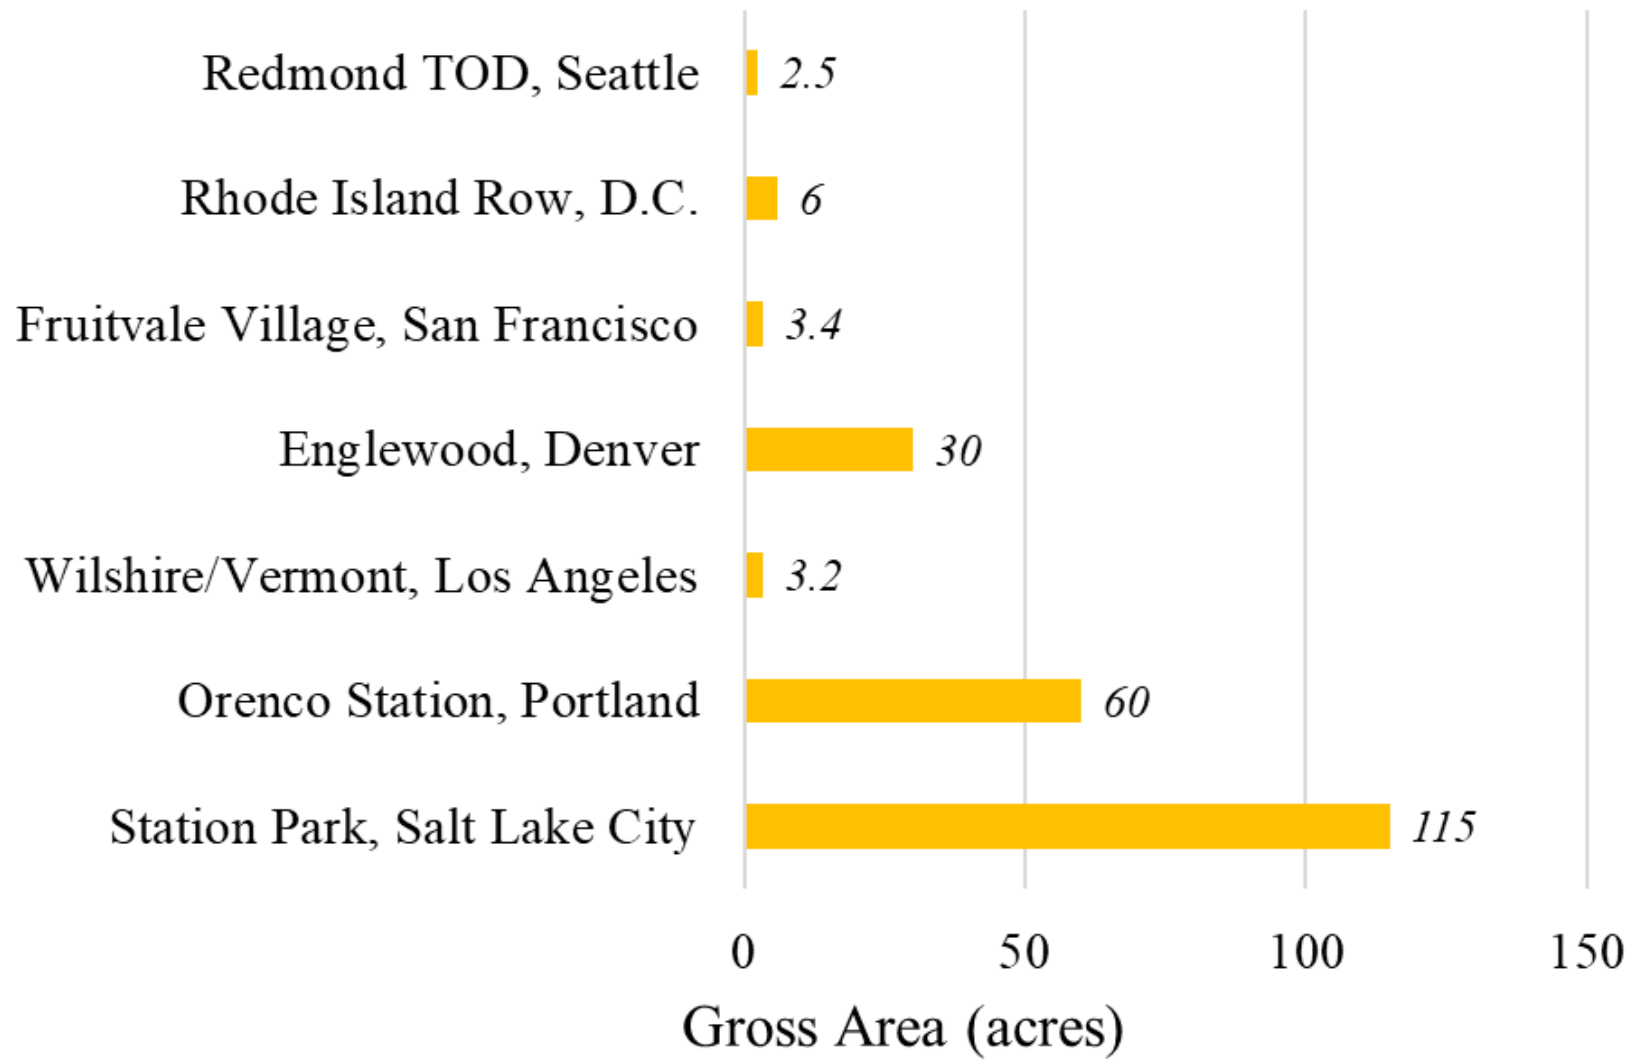 Redmond TOD, Seattle 2.5
Rhode Island Row, D.C. 6
Fruitvale Village, San Francisco 3.4
Englewood, Denver 30
Wilshire/Vermont, Los Angeles 3.2
Orenco Station, Portland 60
Station Park, Salt Lake City 115
0 50 100 150
Gross Area (acres)